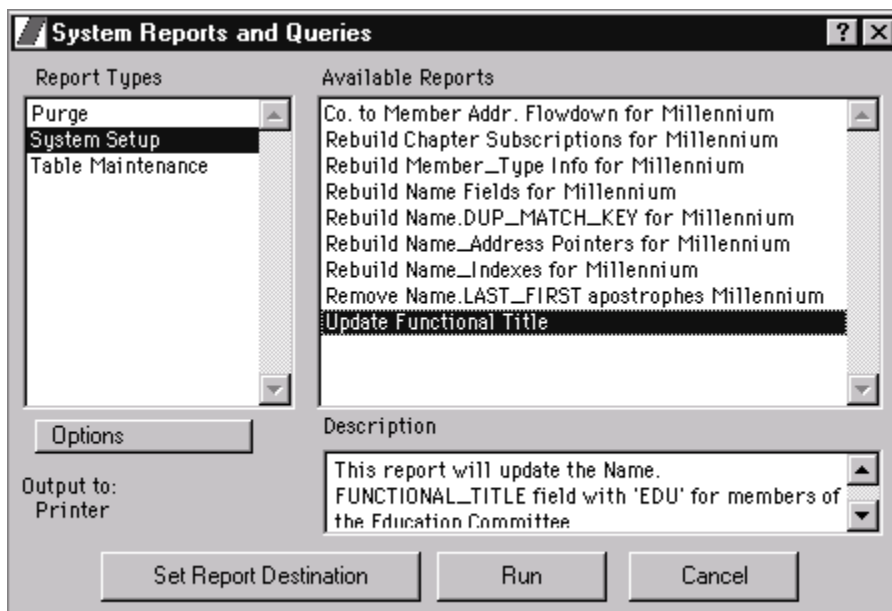 System Reports and Queries
Report Types
Available Reports
Purge
System Setup
Table Maintenance
Co. to Member Addr. Flowdown for Millennium
Rebuild Chapter Subscriptions for Millennium
Rebuild Member_Type Info for Millennium
Rebuild Name Fields for Millennium
Rebuild Name.DUP_MATCH_KEY for Millennium
Rebuild Name_Address Pointers for Millennium
Rebuild Name_Indexes for Millennium
Remove Name.LAST_FIRST apostrophes Millennium
Update Functional Title
Options
Output to:
Printer
Description
This report will update the Name.
FUNCTIONAL_TITLE field with 'EDU' for members of
the Education Committee
Set Report Destination
Run
Cancel